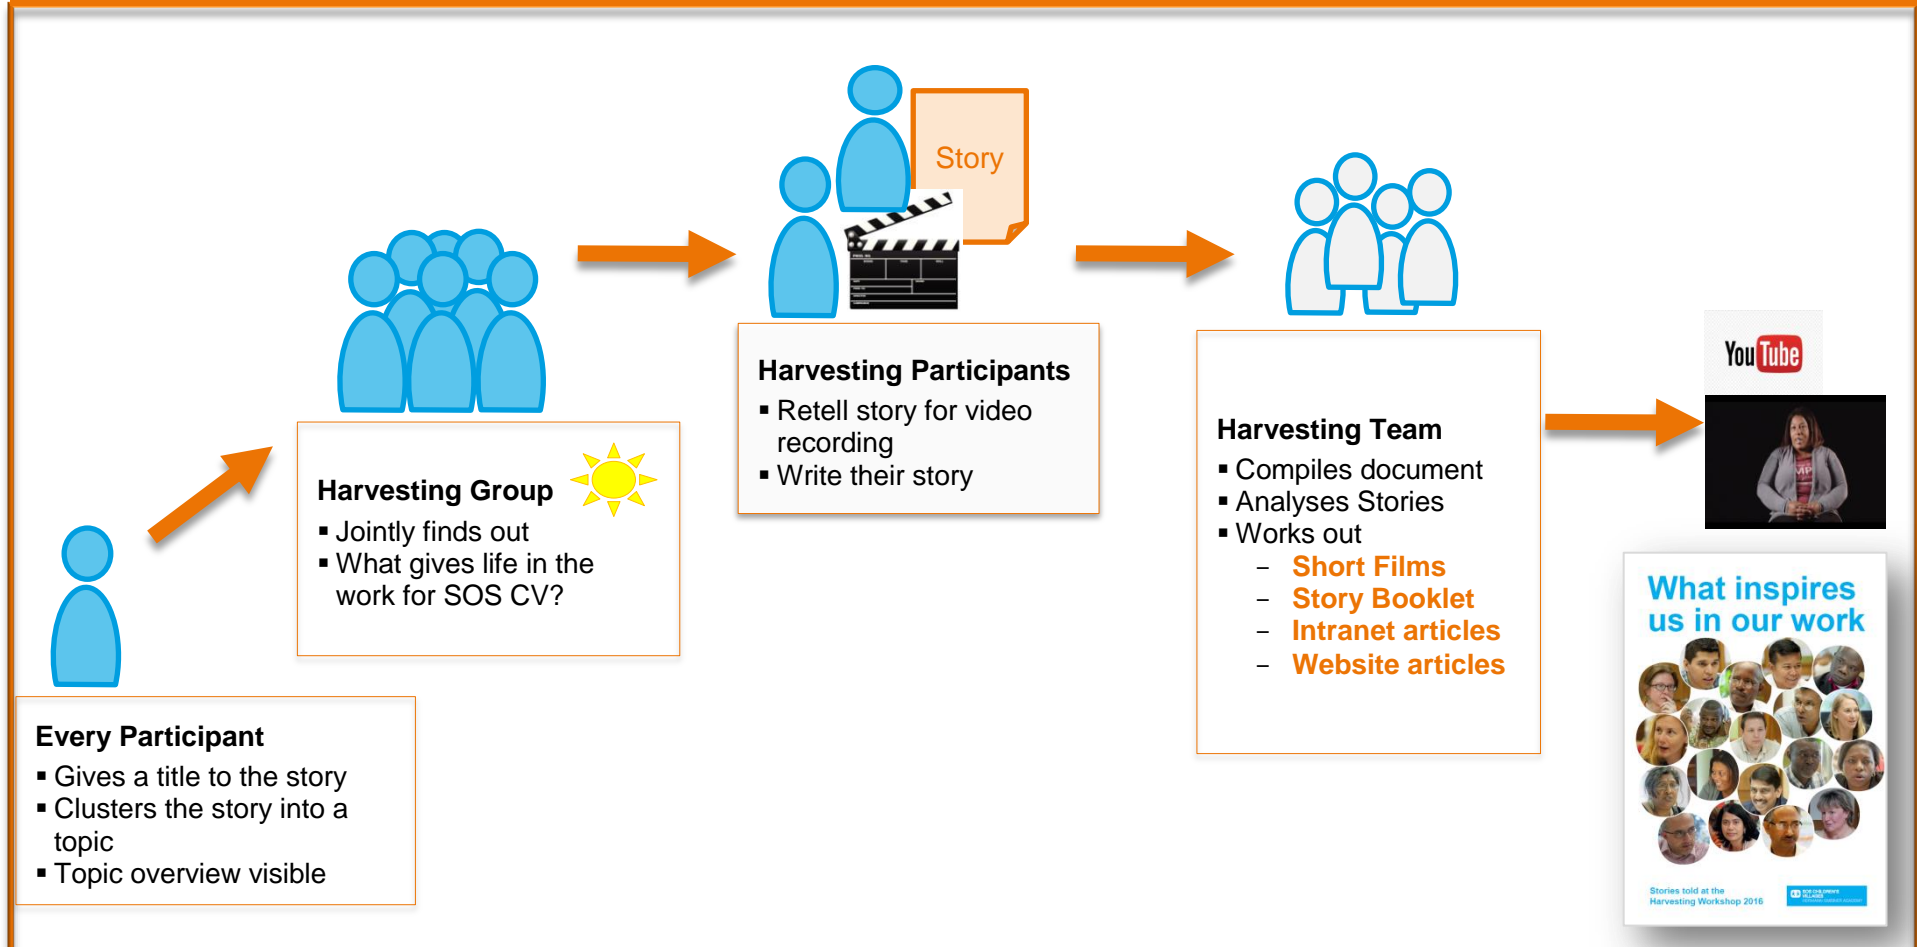 Every Participant
▪ Gives a title to the story
▪ Clusters the story into a
topic
▪ Topic overview visible
Harvesting Group
▪ Jointly finds out
▪ What gives life in the
work for SOS CV?
Story
Harvesting Participants
▪ Retell story for video
recording
▪ Write their story
Harvesting Team
▪ Compiles document
▪ Analyses Stories
▪ Works out
– Short Films
– Story Booklet
– Intranet articles
– Website articles
YouTube
What inspires
us in our work
Stories told at the
Harvesting Workshop 2016
SOS CHILDREN'S
VILLAGES